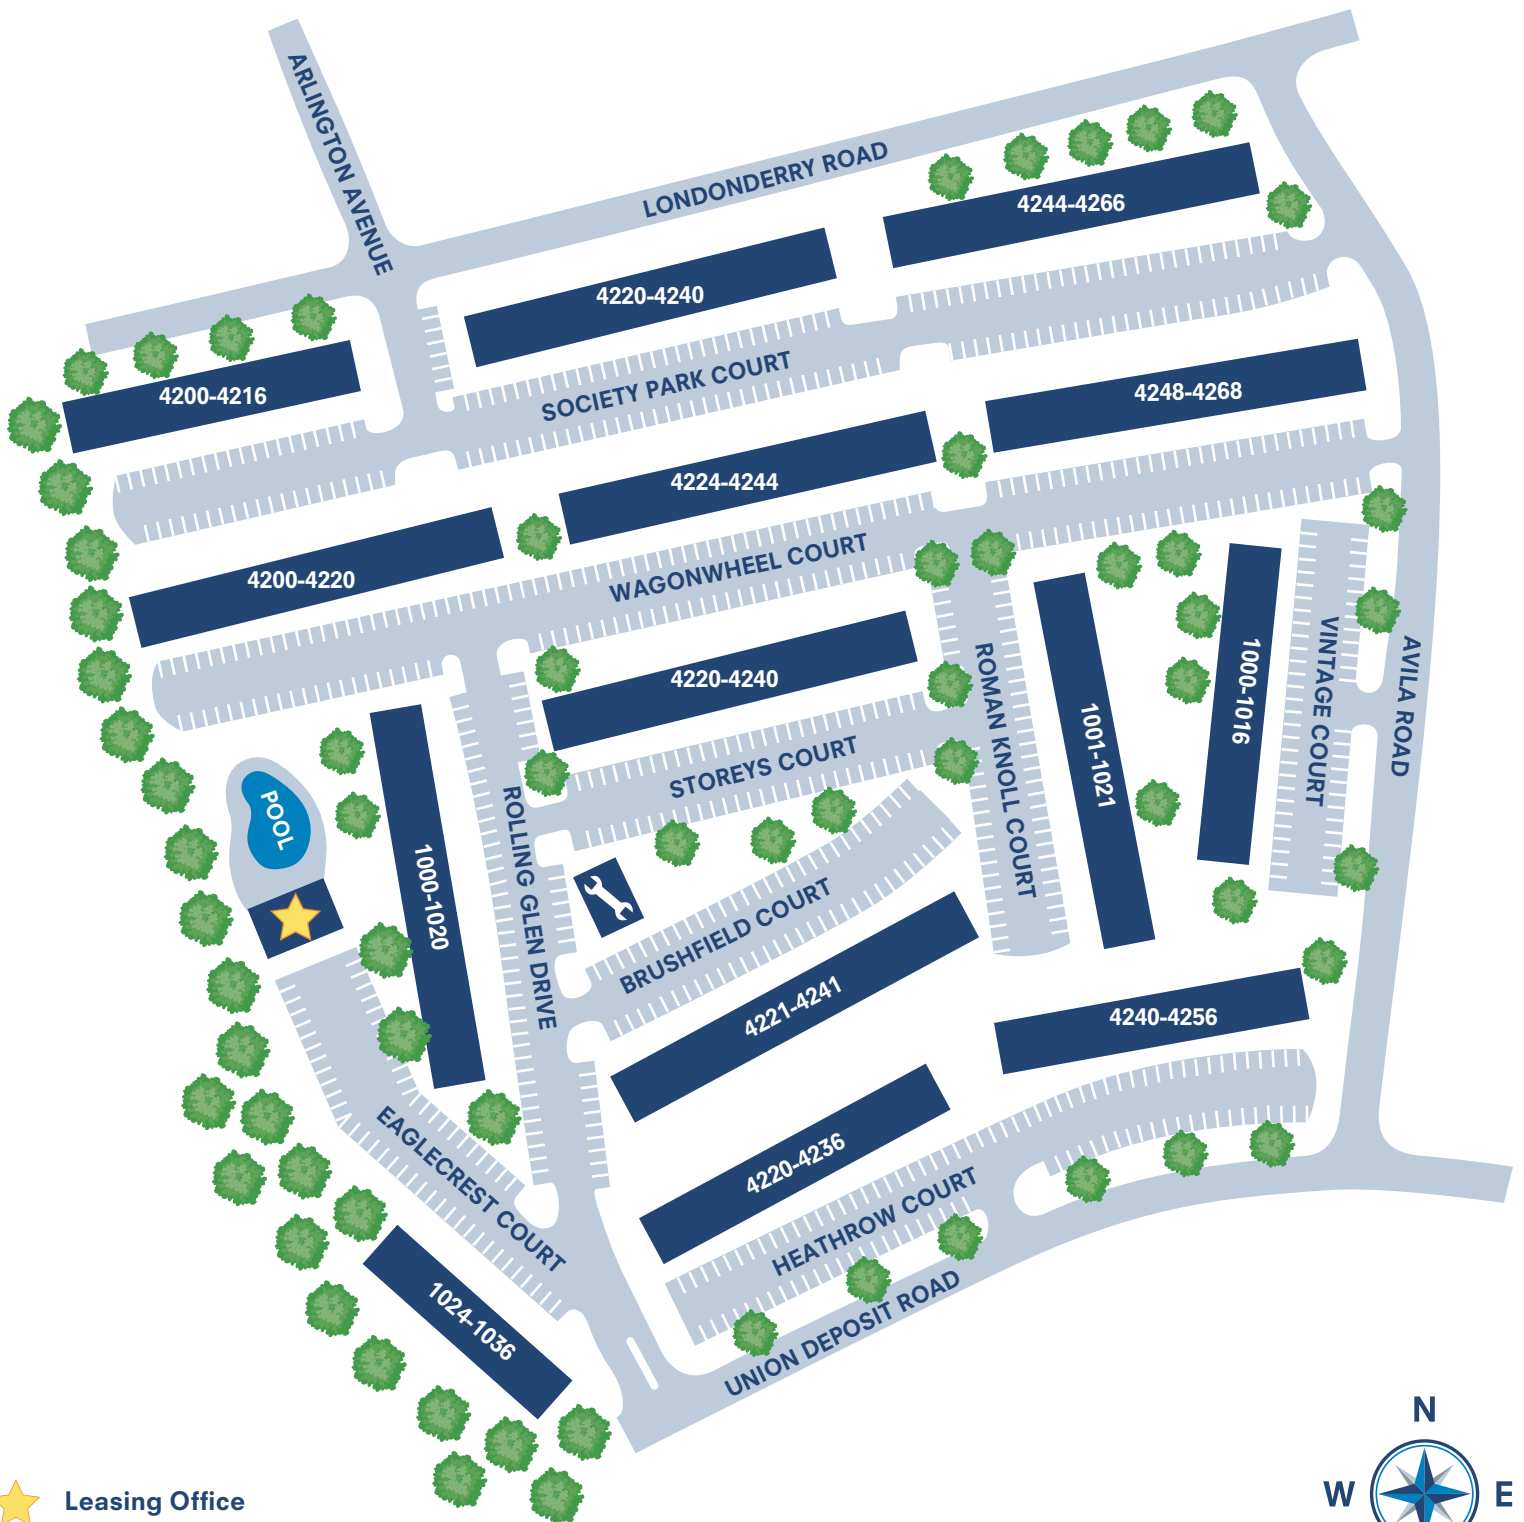 ARLINGTON AVENUE
LONDONDERRY ROAD
4244-4266
4220-4240
4200-4216
SOCIETY PARK COURT
4248-4268
4224-4244
4200-4220
WAGONWHEEL COURT
4220-4240
ROMAN KNOLL COURT
1001-1021
1000-1016
VINTAGE COURT
AVILA ROAD
STOREYS COURT
POOL
1000-1020
ROLLING GLEN DRIVE
BRUSHFIELD COURT
4221-4241
4240-4256
4220-4236
EAGLECREST COURT
HEATHROW COURT
1024-1036
UNION DEPOSIT ROAD
N
W
E
Leasing Office